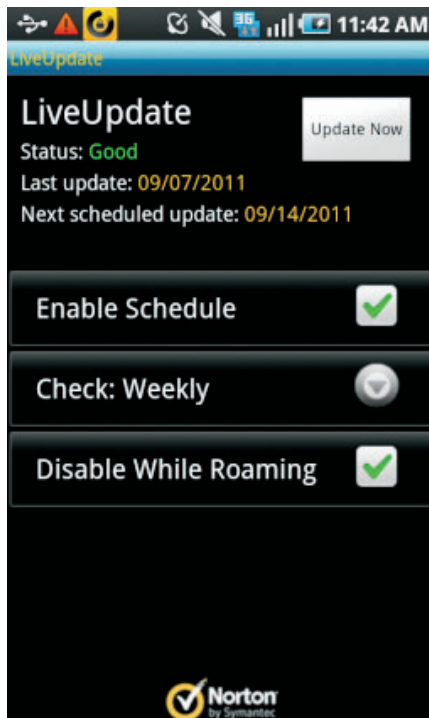 3G
11:42 AM
LiveUpdate
LiveUpdate
Update Now
Status: Good
Last update: 09/07/2011
Next scheduled update: 09/14/2011
Enable Schedule
Check: Weekly
Disable While Roaming
Norton
by Symantec